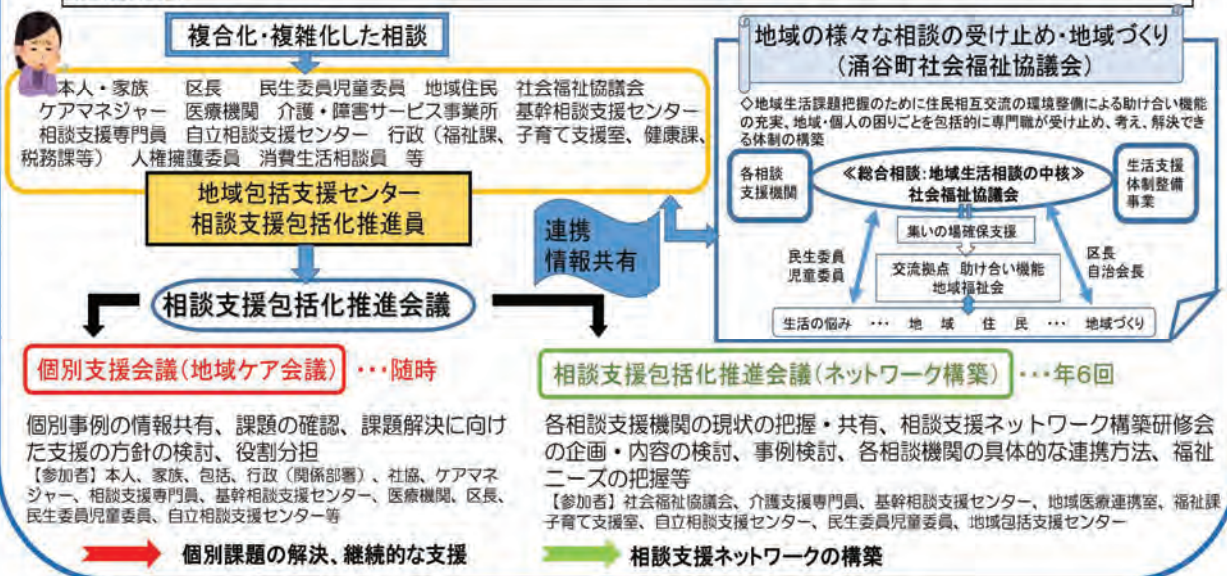 複合化・複雑化した相談
本人・家族 区長 民生委員児童委員 地域住民 社会福祉協議会
ケアマネジャー 医療機関 介護・障害サービス事業所 基幹相談支援センター
相談支援専門員 自立相談支援センター 行政（福祉課、子育て支援室、健康課、
税務課等） 人権擁護委員 消費生活相談員 等
地域包括支援センター
相談支援包括化推進員
連携
情報共有
相談支援包括化推進会議
地域の様々な相談の受け止め・地域づくり
（涌谷町社会福祉協議会）
◇地域生活課題把握のために住民相互交流の環境整備による助け合い機能
の充実、地域・個人の困りごとを包括的に専門職が受け止め、考え、解決でき
る体制の構築
各相談
支援機関
≪総合相談：地域生活相談の中核≫
社会福祉協議会
生活支援
体制整備
事業
集いの場確保支援
民生委員
児童委員
交流拠点 助け合い機能
地域福祉会
区長
自治会長
生活の悩み … 地 域 住 民 … 地域づくり
個別支援会議（地域ケア会議） …随時
個別事例の情報共有、課題の確認、課題解決に向け
た支援の方針の検討、役割分担
【参加者】本人、家族、包括、行政（関係部署）、社協、ケアマネ
ジャー、相談支援専門員、基幹相談支援センター、医療機関、区長、
民生委員児童委員、自立相談支援センター等
個別課題の解決、継続的な支援
相談支援包括化推進会議（ネットワーク構築） …年6回
各相談支援機関の現状の把握・共有、相談支援ネットワーク構築研修会
の企画・内容の検討、事例検討、各相談機関の具体的な連携方法、福祉
ニーズの把握等
【参加者】社会福祉協議会、介護支援専門員、基幹相談支援センター、地域医療連携室、福祉課
子育て支援室、自立相談支援センター、民生委員児童委員、地域包括支援センター
相談支援ネットワークの構築